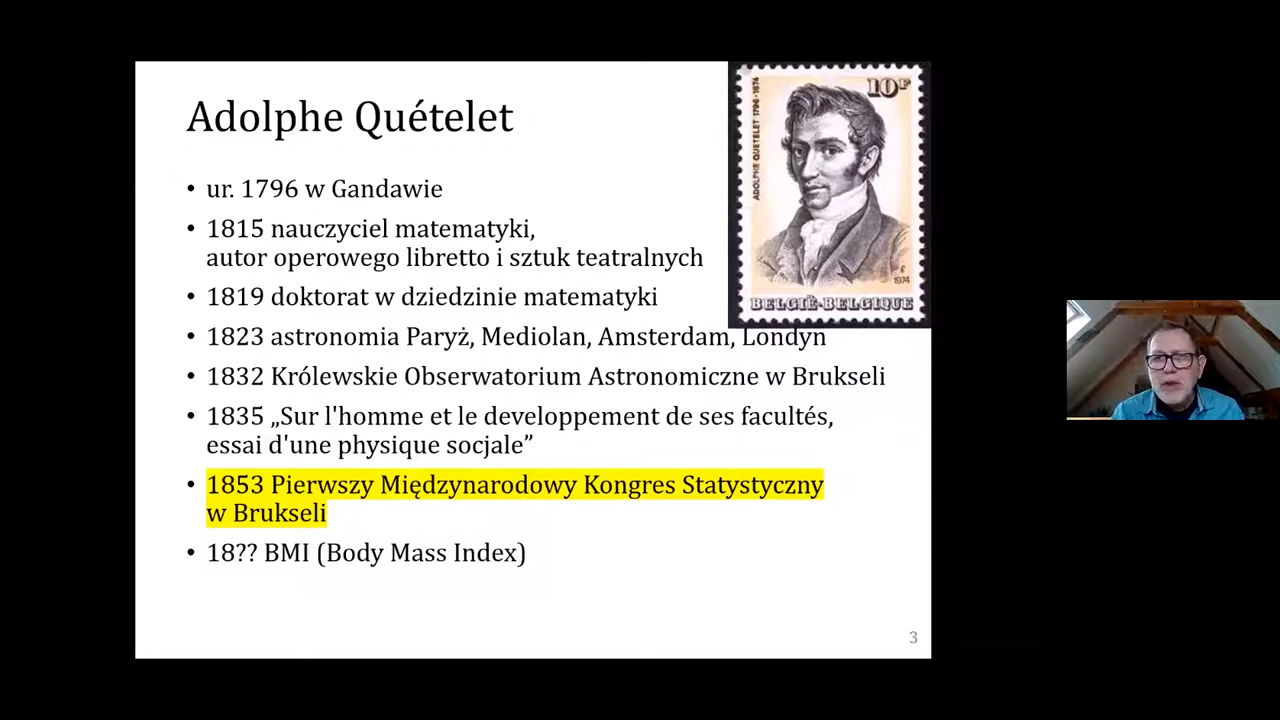 Adolphe Quételet
• ur. 1796 w Gandawie
• 1815 nauczyciel matematyki,
autor operowego libretto i sztuk teatralnych
• 1819 doktorat w dziedzinie matematyki
• 1823 astronomia Paryż, Mediolan, Amsterdam, Londyn
• 1832 Królewskie Obserwatorium Astronomiczne w Brukseli
• 1835 „Sur l'homme et le developpement de ses facultés,
essai d'une physique socjale”
• 1853 Pierwszy Międzynarodowy Kongres Statystyczny
w Brukseli
• 18?? BMI (Body Mass Index)
10F
ADOLPHE QUETELET 1796-1874
1974
BELGIË-BELGIQUE
3